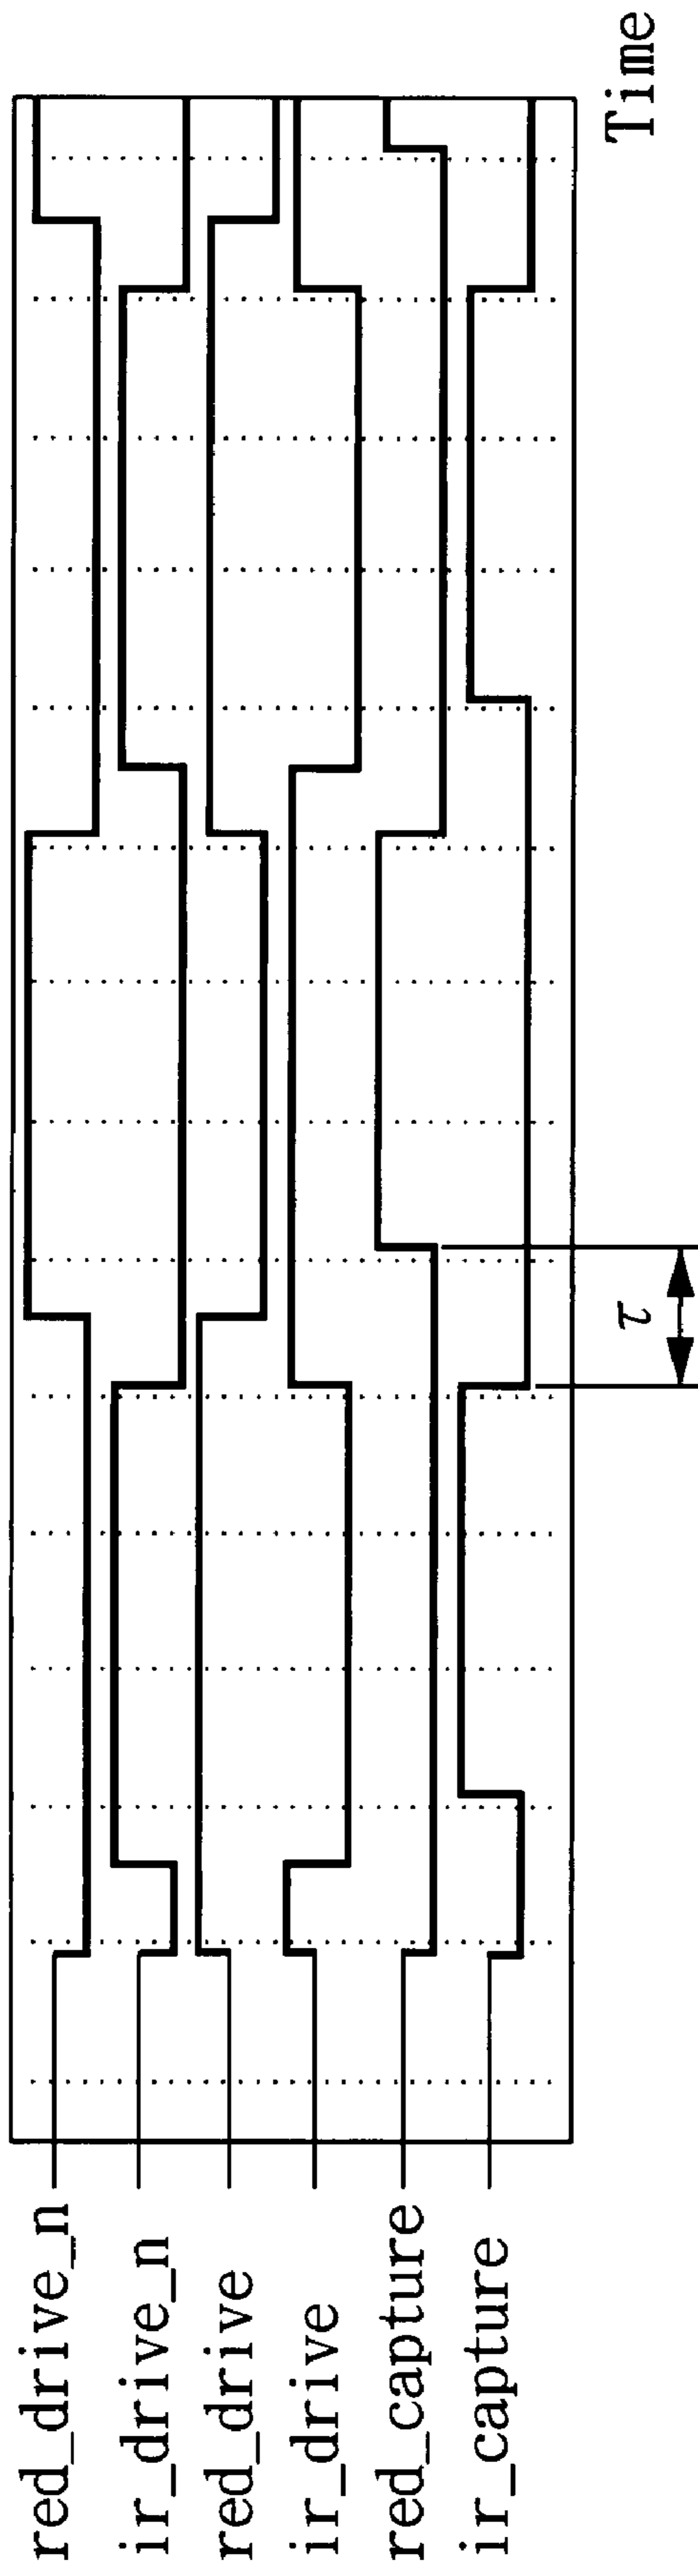 red_drive_n
ir_drive_n
red_drive
ir_drive
red_capture
ir_capture
τ
Time